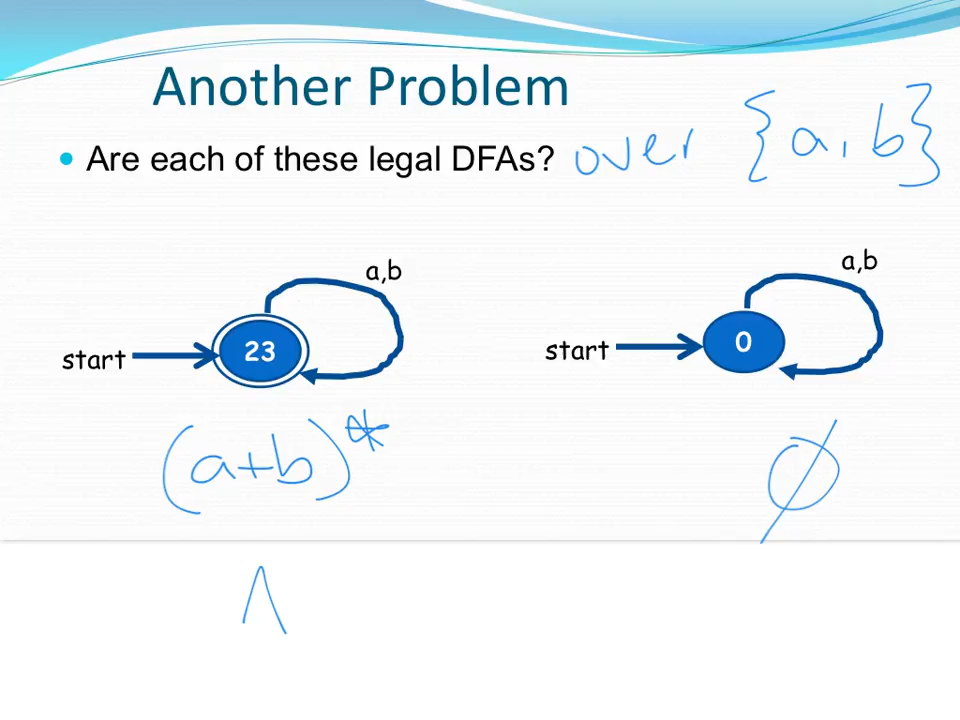 Another Problem
• Are each of these legal DFAs? over {a, b}
a,b
a,b
start
23
start
0
(a+b)*
∅
Λ